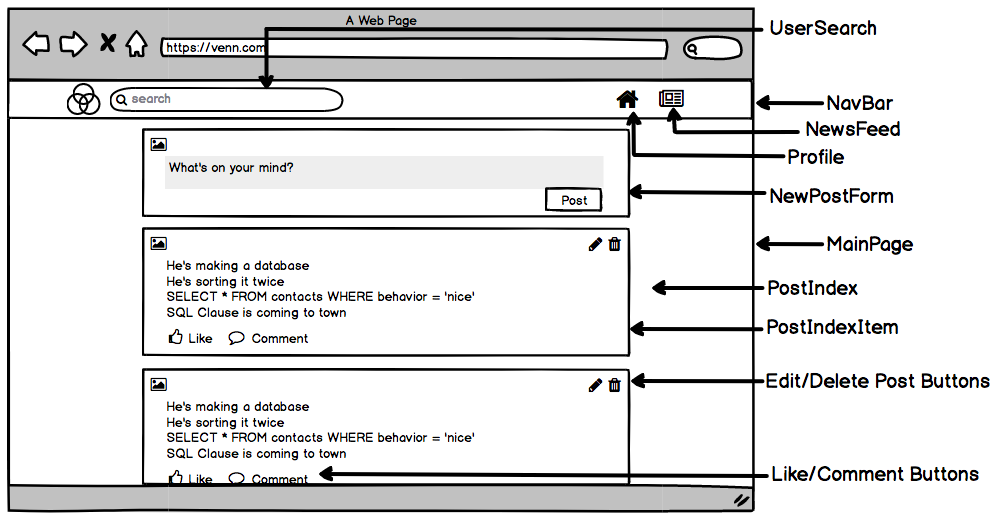 A Web Page
https://venn.com
search
What's on your mind?
Post
He's making a database
He's sorting it twice
SELECT * FROM contacts WHERE behavior = 'nice'
SQL Clause is coming to town
Like Comment
He's making a database
He's sorting it twice
SELECT * FROM contacts WHERE behavior = 'nice'
SQL Clause is coming to town
Like Comment
UserSearch
NavBar
NewsFeed
Profile
NewPostForm
MainPage
PostIndex
PostIndexItem
Edit/Delete Post Buttons
Like/Comment Buttons